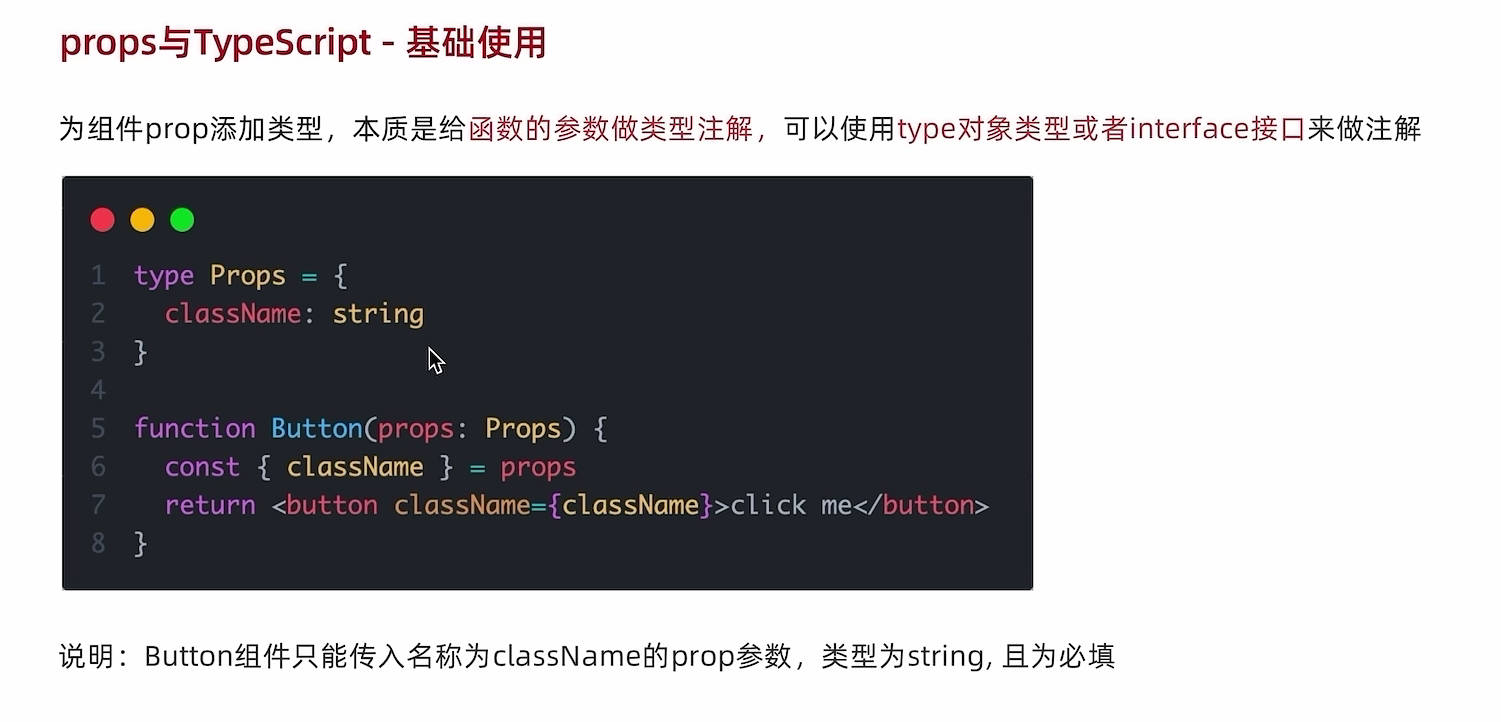 props与TypeScript - 基础使用
为组件prop添加类型，本质是给函数的参数做类型注解，可以使用type对象类型或者interface接口来做注解
1 type Props = {
2   className: string
3 }
4
5 function Button(props: Props) {
6   const { className } = props
7   return <button className={className}>click me</button>
8 }
说明：Button组件只能传入名称为className的prop参数，类型为string, 且为必填